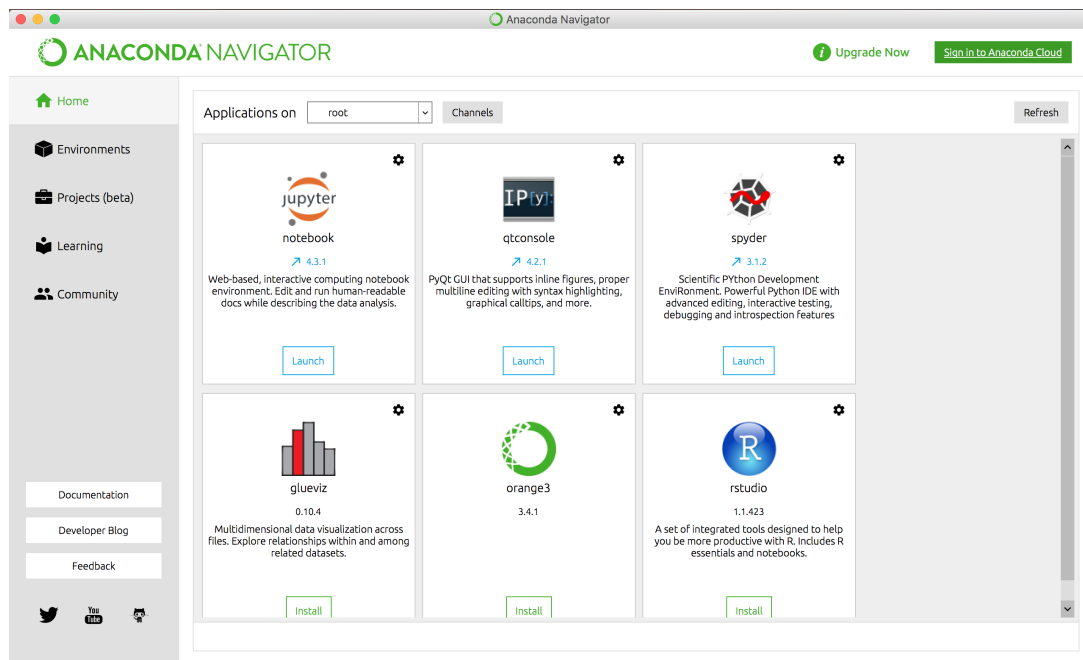 Anaconda Navigator
ANACONDA NAVIGATOR
i Upgrade Now
Sign in to Anaconda Cloud
Home
Environments
Projects (beta)
Learning
Community
Documentation
Developer Blog
Feedback
You
Tube
Applications on root
Channels
Refresh
jupyter
notebook
4.3.1
Web-based, interactive computing notebook
environment. Edit and run human-readable
docs while describing the data analysis.
Launch
IP[y]:
qtconsole
4.2.1
PyQt GUI that supports inline figures, proper
multiline editing with syntax highlighting,
graphical calltips, and more.
Launch
spyder
3.1.2
Scientific PYthon Development
EnviRonment. Powerful Python IDE with
advanced editing, interactive testing,
debugging and introspection features
Launch
glueviz
0.10.4
Multidimensional data visualization across
files. Explore relationships within and among
related datasets.
Install
orange3
3.4.1
Install
R
rstudio
1.1.423
A set of integrated tools designed to help
you be more productive with R. Includes R
essentials and notebooks.
Install